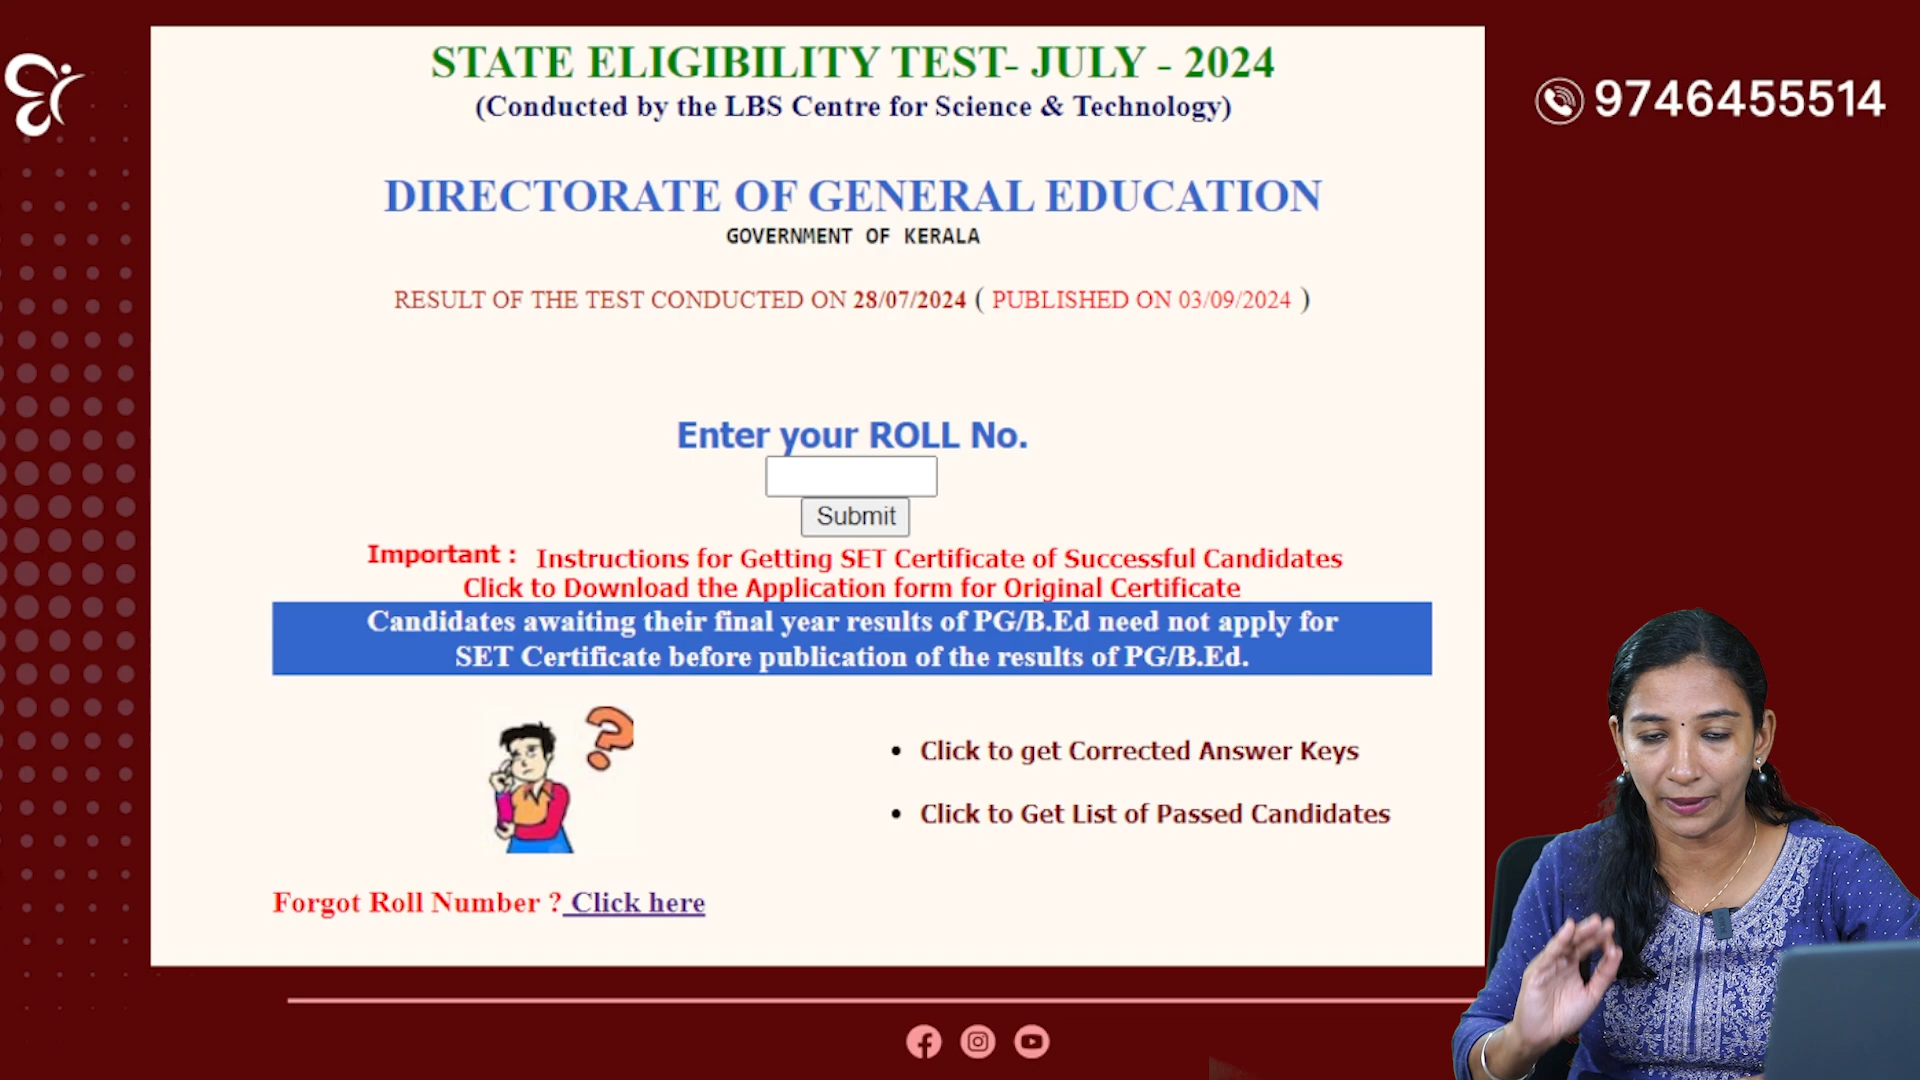 STATE ELIGIBILITY TEST- JULY - 2024
(Conducted by the LBS Centre for Science & Technology)
9746455514
DIRECTORATE OF GENERAL EDUCATION
GOVERNMENT OF KERALA
RESULT OF THE TEST CONDUCTED ON 28/07/2024 ( PUBLISHED ON 03/09/2024 )
Enter your ROLL No.
Submit
Important : Instructions for Getting SET Certificate of Successful Candidates
Click to Download the Application form for Original Certificate
Candidates awaiting their final year results of PG/B.Ed need not apply for
SET Certificate before publication of the results of PG/B.Ed.
• Click to get Corrected Answer Keys
• Click to Get List of Passed Candidates
Forgot Roll Number ? Click here